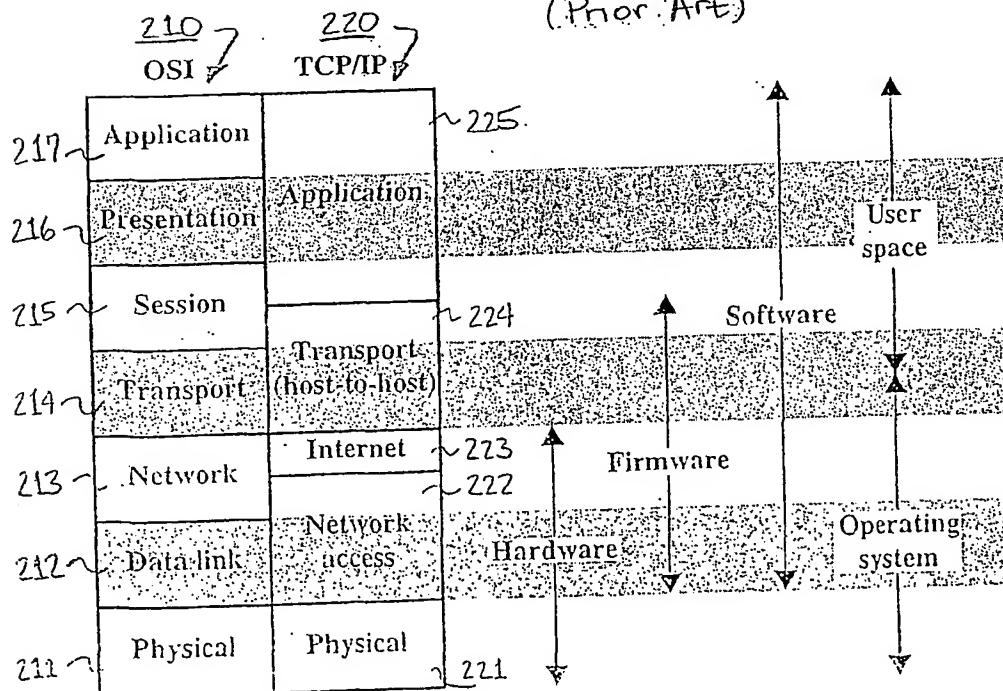 (Prior Art)
210 220
OSI TCP/IP
217 Application 225
216 Presentation Application
User
space
215 Session 224
Software
Transport
(host-to-host)
214 Transport
Internet 223
213 Network 222
Firmware
Network
access
212 Data link
Hardware
Operating
system
211 Physical Physical 221